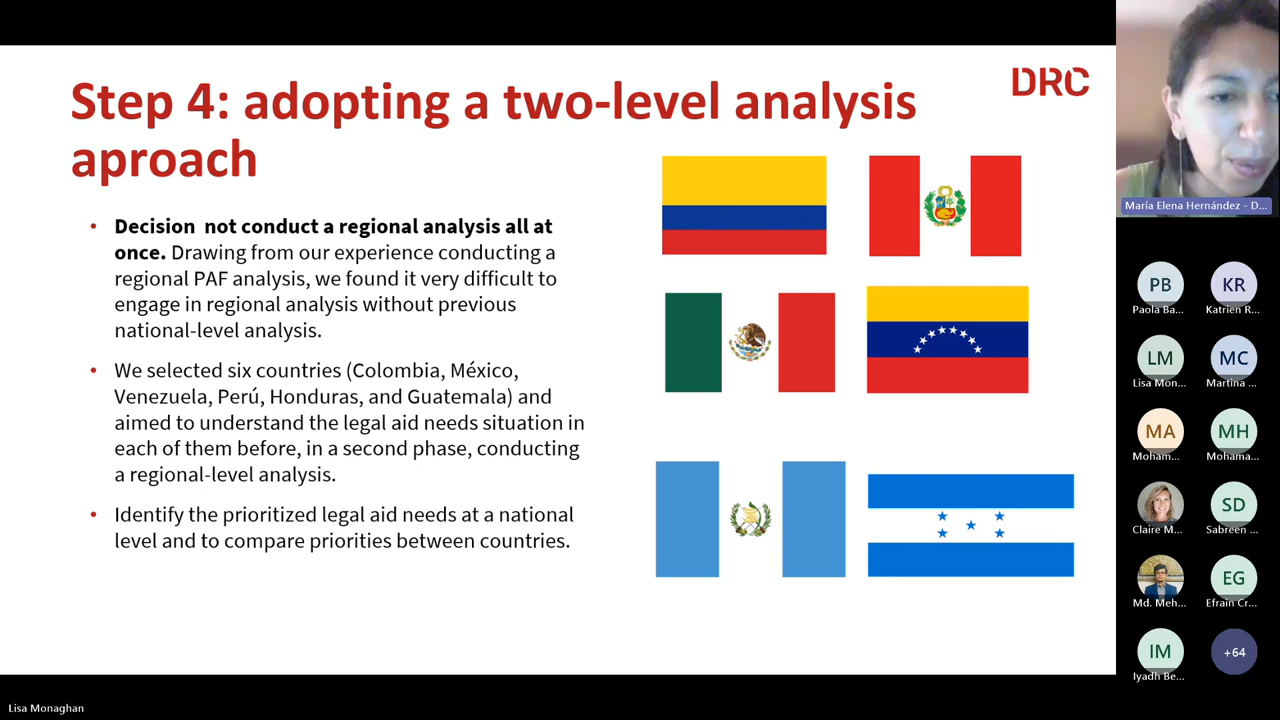 Step 4: adopting a two-level analysis
aproach
DRC
• Decision not conduct a regional analysis all at
once. Drawing from our experience conducting a
regional PAF analysis, we found it very difficult to
engage in regional analysis without previous
national-level analysis.
• We selected six countries (Colombia, México,
Venezuela, Perú, Honduras, and Guatemala) and
aimed to understand the legal aid needs situation in
each of them before, in a second phase, conducting
a regional-level analysis.
• Identify the prioritized legal aid needs at a national
level and to compare priorities between countries.
María Elena Hernández - D...
PB
KR
Paola Ba...
Katrien R...
LM
MC
Lisa Mon...
Martina ...
MA
MH
Moham...
Mohama...
SD
Claire M...
Sabreen ...
EG
Md. Meh...
Efrain Cr...
IM
+64
Iyadh Be...
Lisa Monaghan